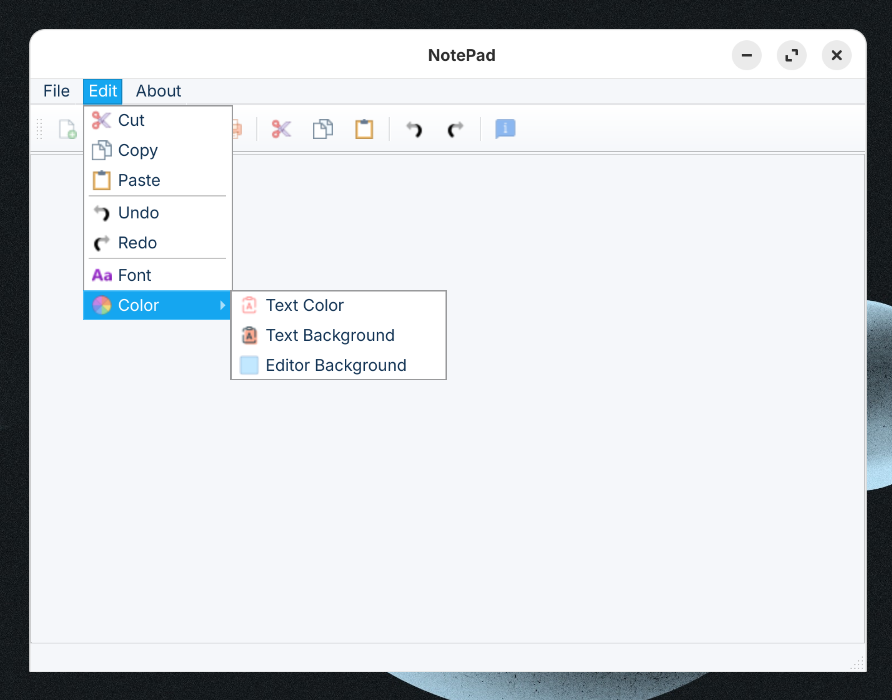 NotePad
File Edit About
Cut
Copy
Paste
Undo
Redo
Aa Font
Color
Text Color
Text Background
Editor Background